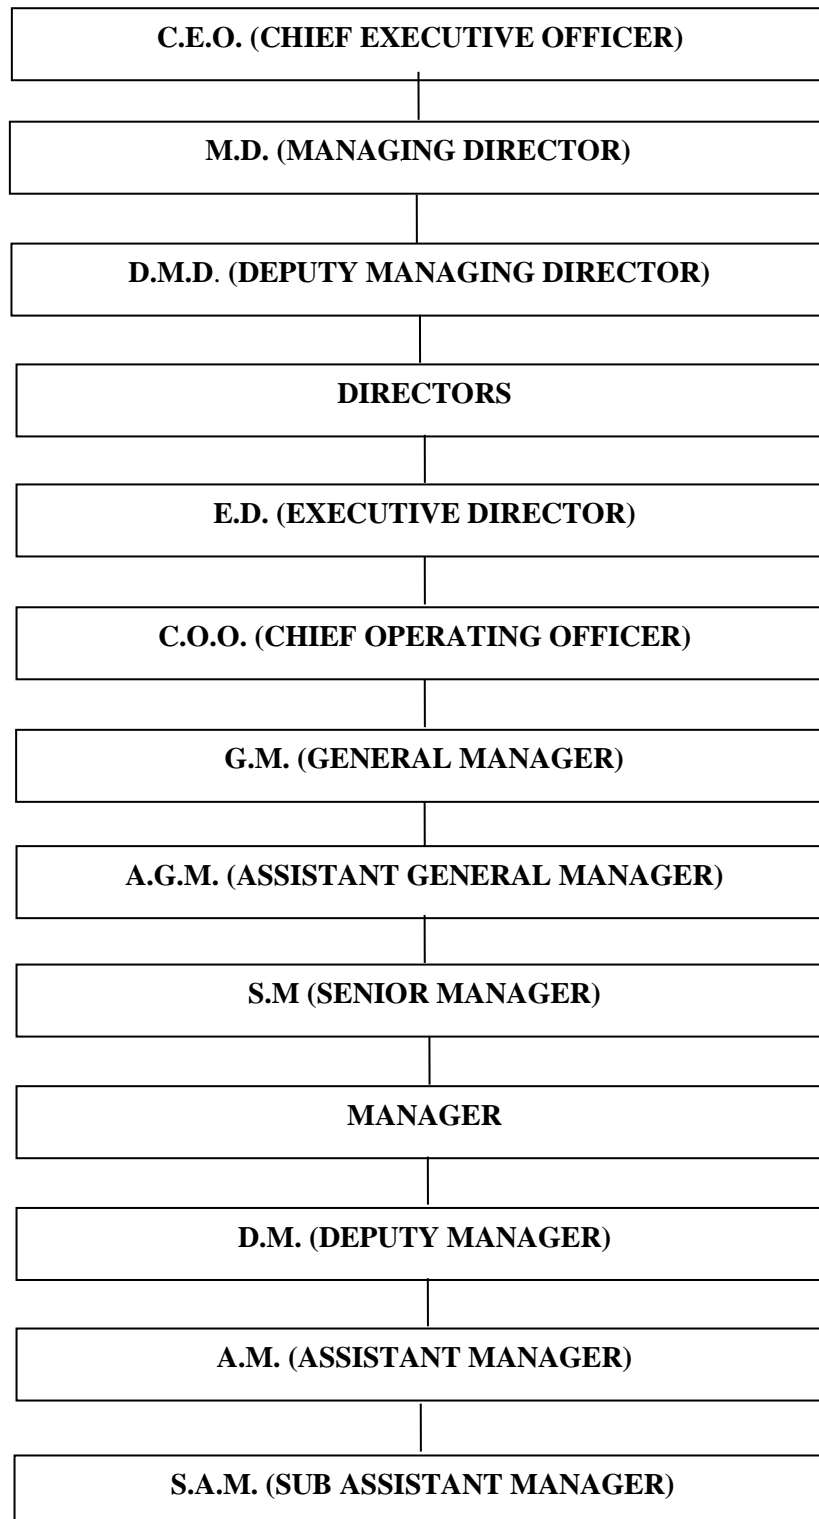 C.E.O. (CHIEF EXECUTIVE OFFICER)
M.D. (MANAGING DIRECTOR)
D.M.D. (DEPUTY MANAGING DIRECTOR)
DIRECTORS
E.D. (EXECUTIVE DIRECTOR)
C.O.O. (CHIEF OPERATING OFFICER)
G.M. (GENERAL MANAGER)
A.G.M. (ASSISTANT GENERAL MANAGER)
S.M (SENIOR MANAGER)
MANAGER
D.M. (DEPUTY MANAGER)
A.M. (ASSISTANT MANAGER)
S.A.M. (SUB ASSISTANT MANAGER)